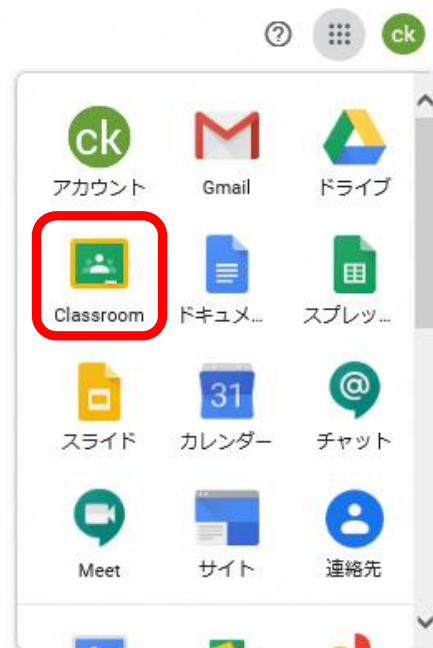 ck
ck
アカウント
Gmail
ドライブ
Classroom
ドキュメ...
スプレッ...
スライド
31
カレンダー
@
チャット
Meet
サイト
連絡先